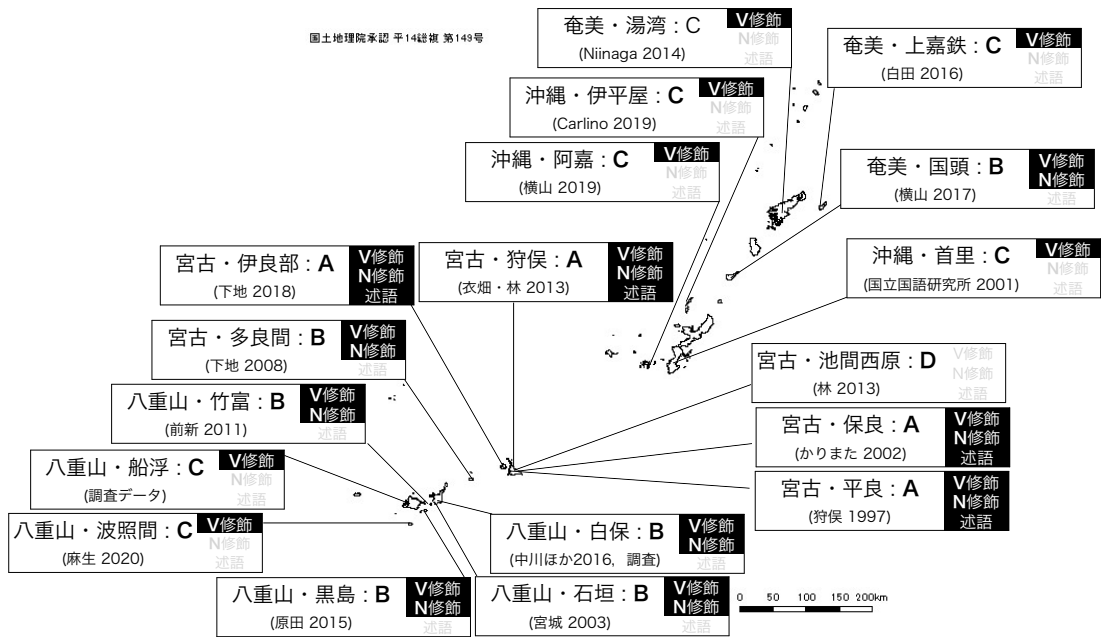 国土地理院承認 平14総複 第149号
奄美・湯湾 : C
(Niinaga 2014)
V修飾
N修飾
述語
奄美・上嘉鉄 : C
(白田 2016)
V修飾
N修飾
述語
沖縄・伊平屋 : C
(Carlino 2019)
V修飾
N修飾
述語
沖縄・阿嘉 : C
(横山 2019)
V修飾
N修飾
述語
奄美・国頭 : B
(横山 2017)
V修飾
N修飾
述語
宮古・伊良部 : A
(下地 2018)
V修飾
N修飾
述語
宮古・狩俣 : A
(衣畑・林 2013)
V修飾
N修飾
述語
沖縄・首里 : C
(国立国語研究所 2001)
V修飾
N修飾
述語
宮古・多良間 : B
(下地 2008)
V修飾
N修飾
述語
宮古・池間西原 : D
(林 2013)
V修飾
N修飾
述語
八重山・竹富 : B
(前新 2011)
V修飾
N修飾
述語
宮古・保良 : A
(かりまた 2002)
V修飾
N修飾
述語
八重山・船浮 : C
(調査データ)
V修飾
N修飾
述語
宮古・平良 : A
(狩俣 1997)
V修飾
N修飾
述語
八重山・波照間 : C
(麻生 2020)
V修飾
N修飾
述語
八重山・白保 : B
(中川ほか2016, 調査)
V修飾
N修飾
述語
八重山・黒島 : B
(原田 2015)
V修飾
N修飾
述語
八重山・石垣 : B
(宮城 2003)
V修飾
N修飾
述語
0 50 100 150 200km